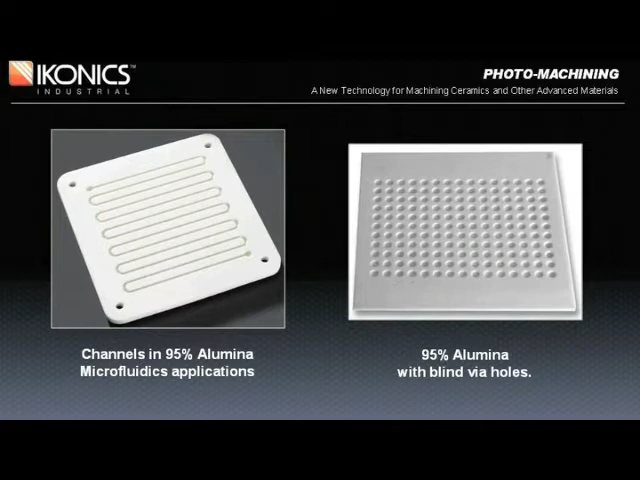 IKONICS™
INDUSTRIAL
PHOTO-MACHINING
A New Technology for Machining Ceramics and Other Advanced Materials
Channels in 95% Alumina
Microfluidics applications
95% Alumina
with blind via holes.